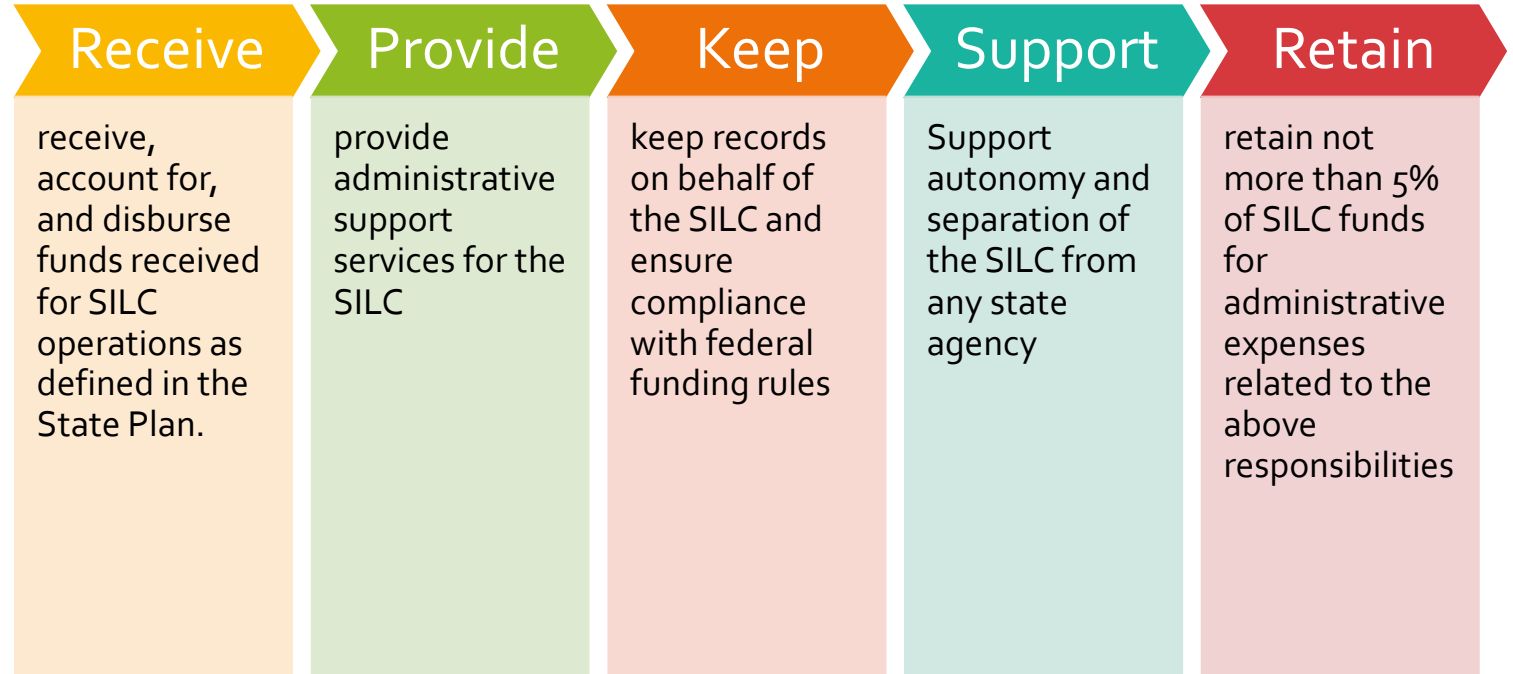 Receive
receive,
account for,
and disburse
funds received
for SILC
operations as
defined in the
State Plan.
Provide
provide
administrative
support
services for the
SILC
Keep
keep records
on behalf of
the SILC and
ensure
compliance
with federal
funding rules
Support
Support
autonomy and
separation of
the SILC from
any state
agency
Retain
retain not
more than 5%
of SILC funds
for
administrative
expenses
related to the
above
responsibilities